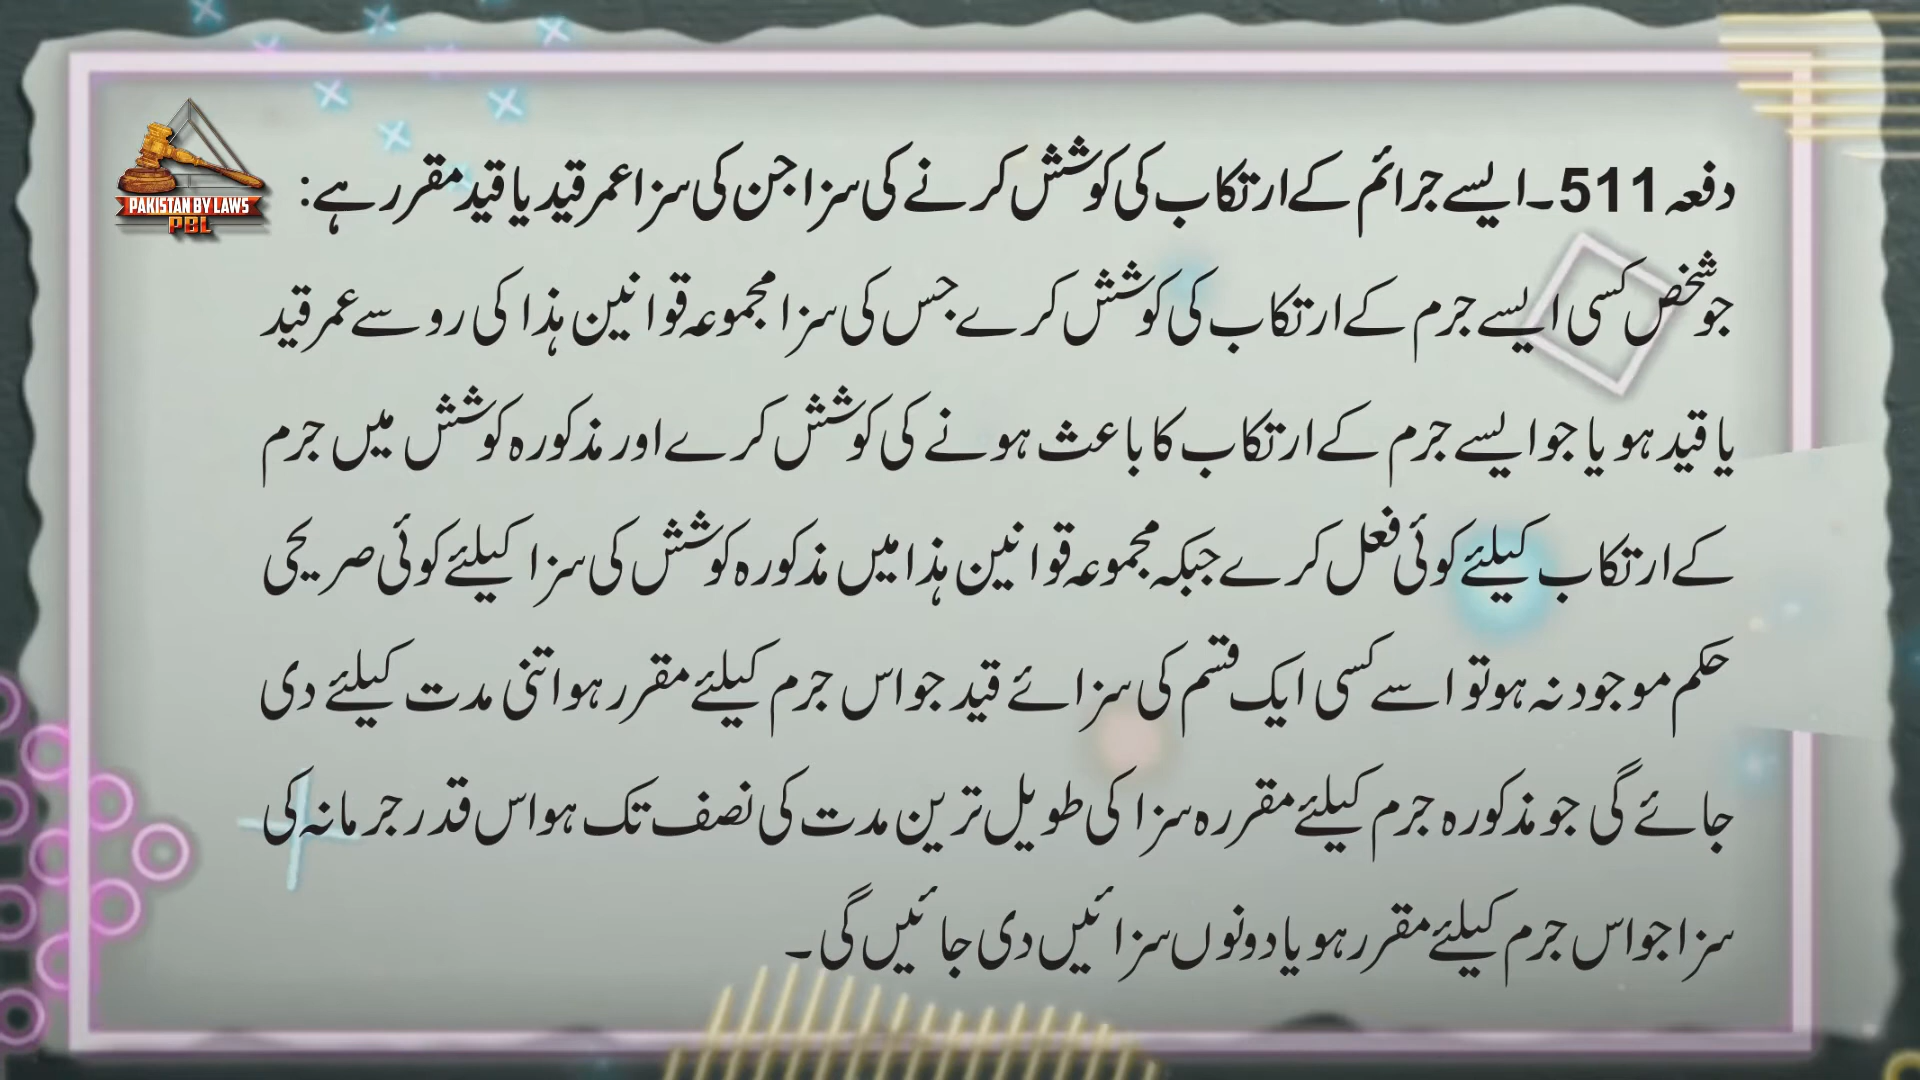 PAKISTAN BY LAWS
PBL
دفعہ 511۔ایسے جرائم کے ارتکاب کی کوشش کرنے کی سزا جن کی سزا عمر قید یا قید مقرر ہے:
جو شخص کسی ایسے جرم کے ارتکاب کی کوشش کرے جس کی سزا مجموعہ قوانین ہذا کی رو سے عمر قید
یا قید ہو یا جو ایسے جرم کے ارتکاب کا باعث ہونے کی کوشش کرے اور مذکورہ کوشش میں جرم
کے ارتکاب کیلئے کوئی فعل کرے جبکہ مجموعہ قوانین ہذا میں مذکورہ کوشش کی سزا کیلئے کوئی صریحی
حکم موجود نہ ہو تو اسے کسی ایک قسم کی سزائے قید جو اس جرم کیلئے مقرر ہو اتنی مدت کیلئے دی
جائے گی جو مذکورہ جرم کیلئے مقررہ سزا کی طویل ترین مدت کی نصف تک ہو اس قدر جرمانہ کی
سزا جو اس جرم کیلئے مقرر ہو یا دونوں سزائیں دی جائیں گی۔